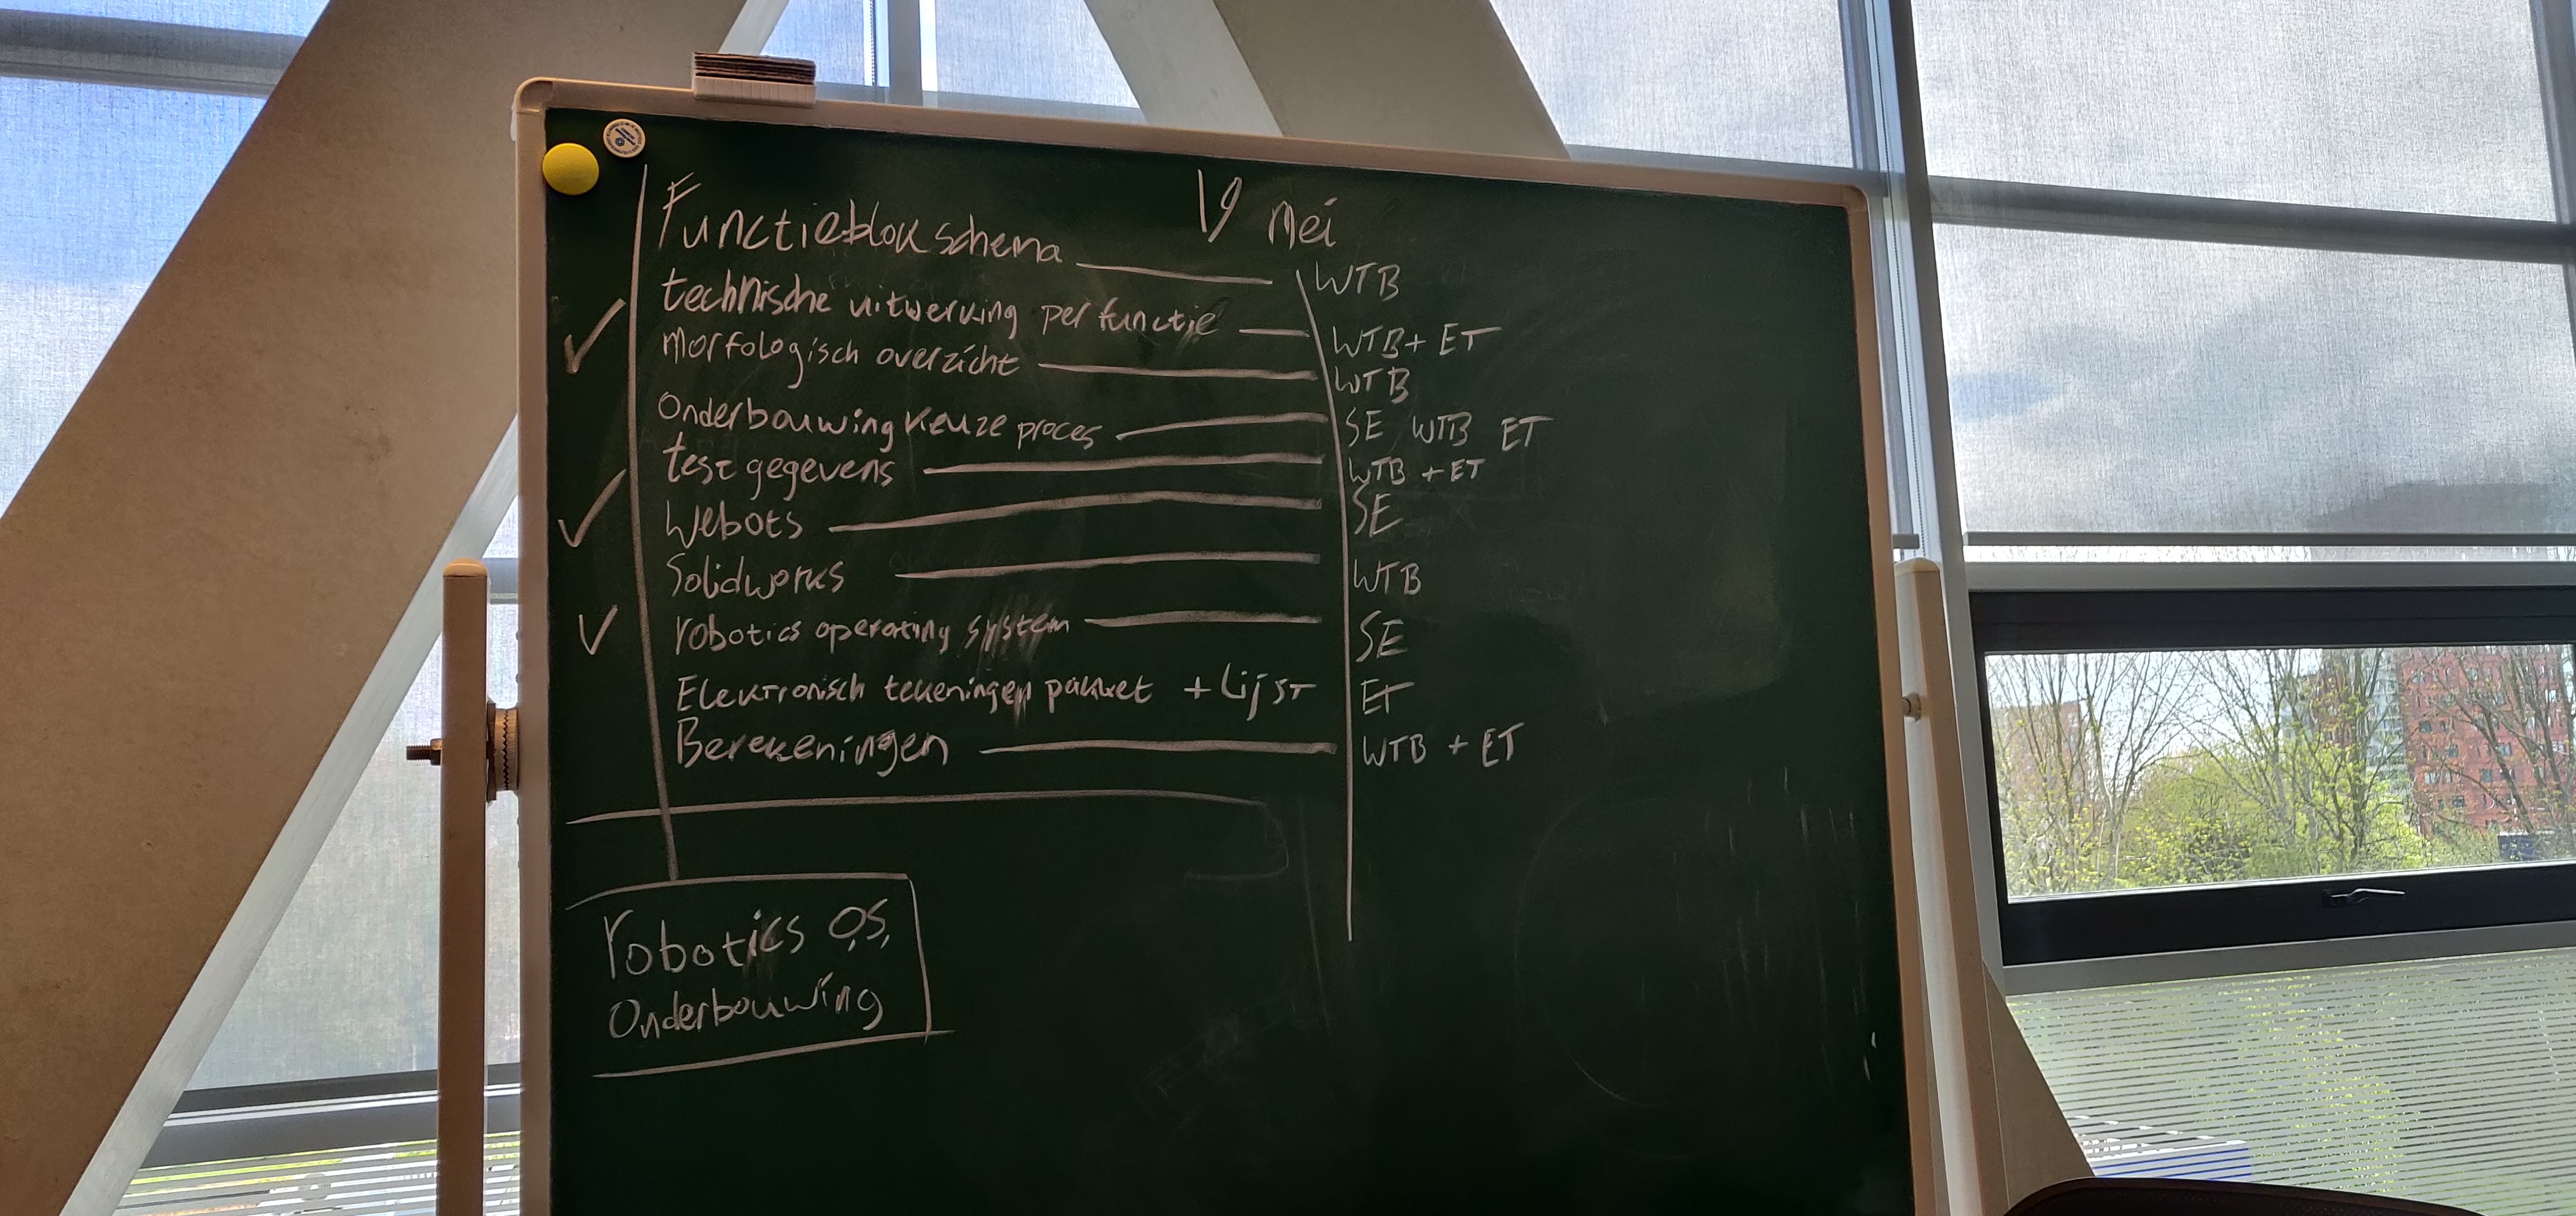 19 Mei
Functieblokschema WTB
technische uitwerking per functie WTB + ET
Morfologisch overzicht WTB
Onderbouwing keuze proces SE WTB ET
test gegevens WTB + ET
Webots SE
Solidworks WTB
robotics operating system SE
Elektronisch tekeningen pakket + Lijst ET
Berekeningen WTB + ET
robotics O.S.
Onderbouwing